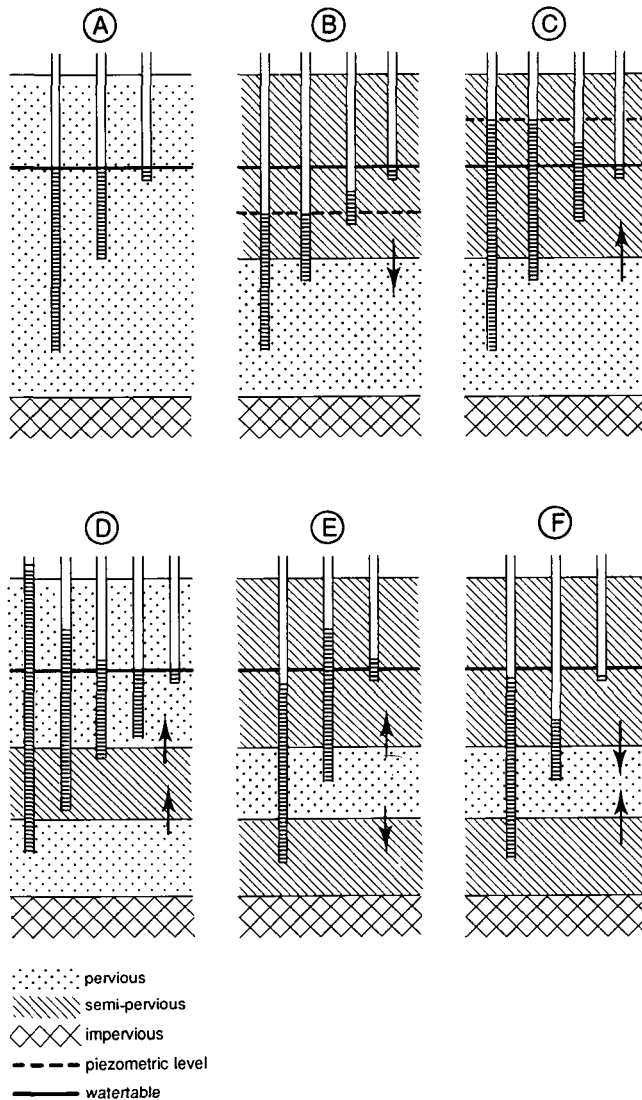 A
B
C
D
E
F
pervious
semi-pervious
impervious
piezometric level
watertable